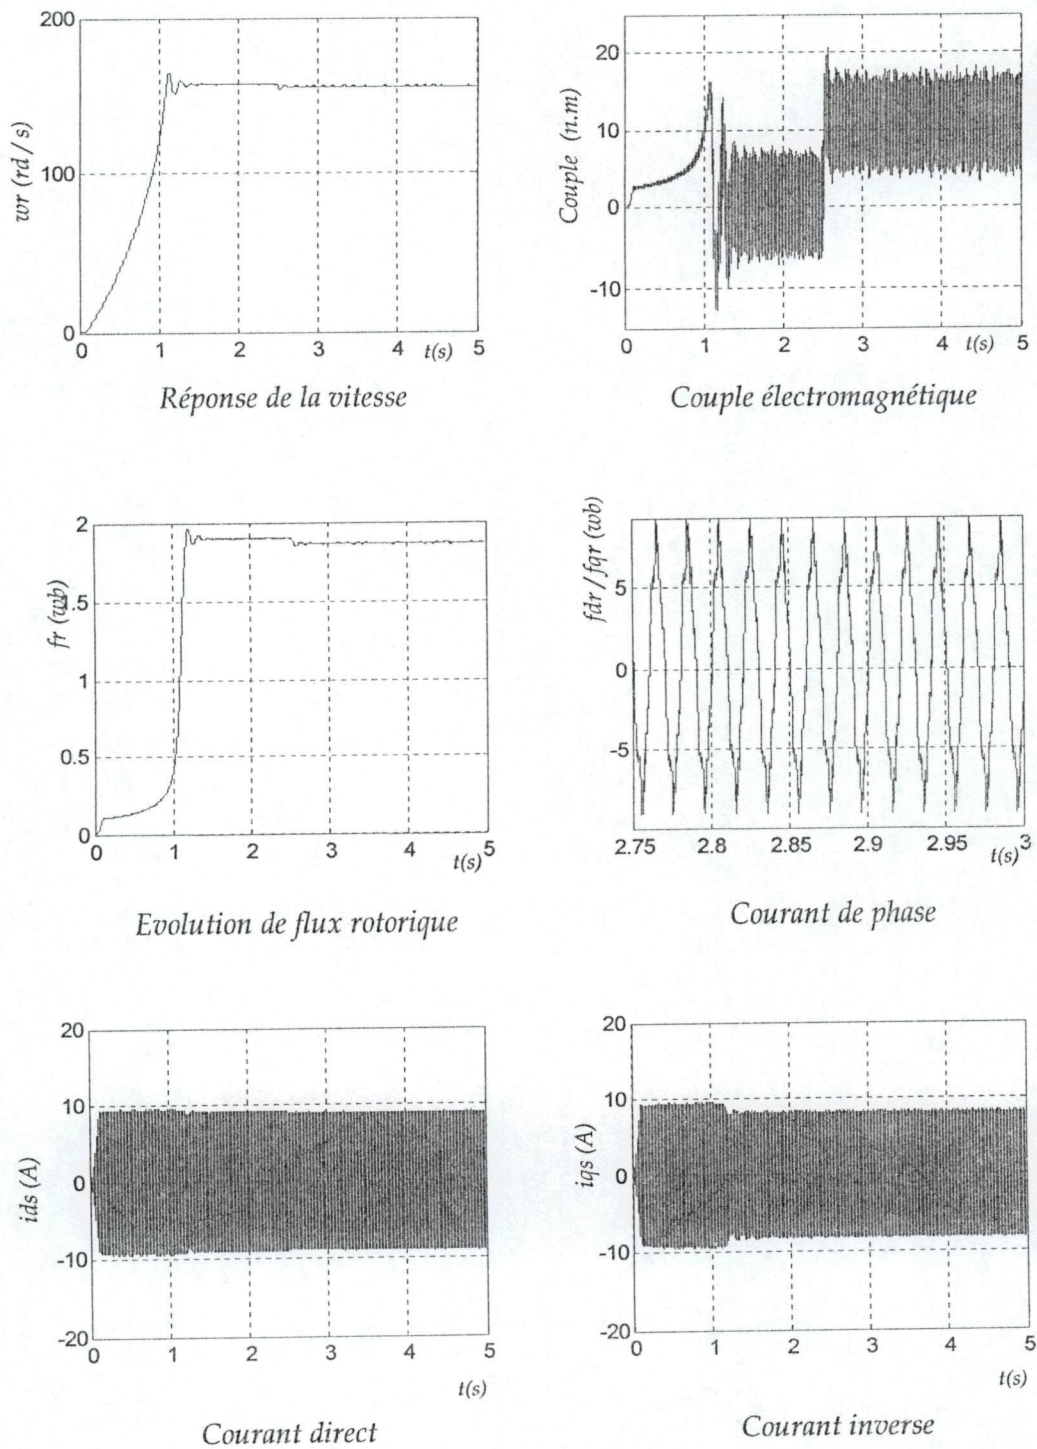 200
100
0
wr (rd / s)
0 1 2 3 4 t(s) 5
Réponse de la vitesse
20
10
0
-10
Couple (n.m)
0 1 2 3 4 t(s) 5
Couple électromagnétique
2
1.5
1
0.5
0
fr (wb)
0 1 2 3 4 5
t(s)
Evolution de flux rotorique
5
0
-5
fdr / fqr (wb)
2.75 2.8 2.85 2.9 2.95 3
t(s)
Courant de phase
20
10
0
-10
-20
ids (A)
0 1 2 3 4 5
t(s)
Courant direct
20
10
0
-10
-20
iqs (A)
0 1 2 3 4 5
t(s)
Courant inverse